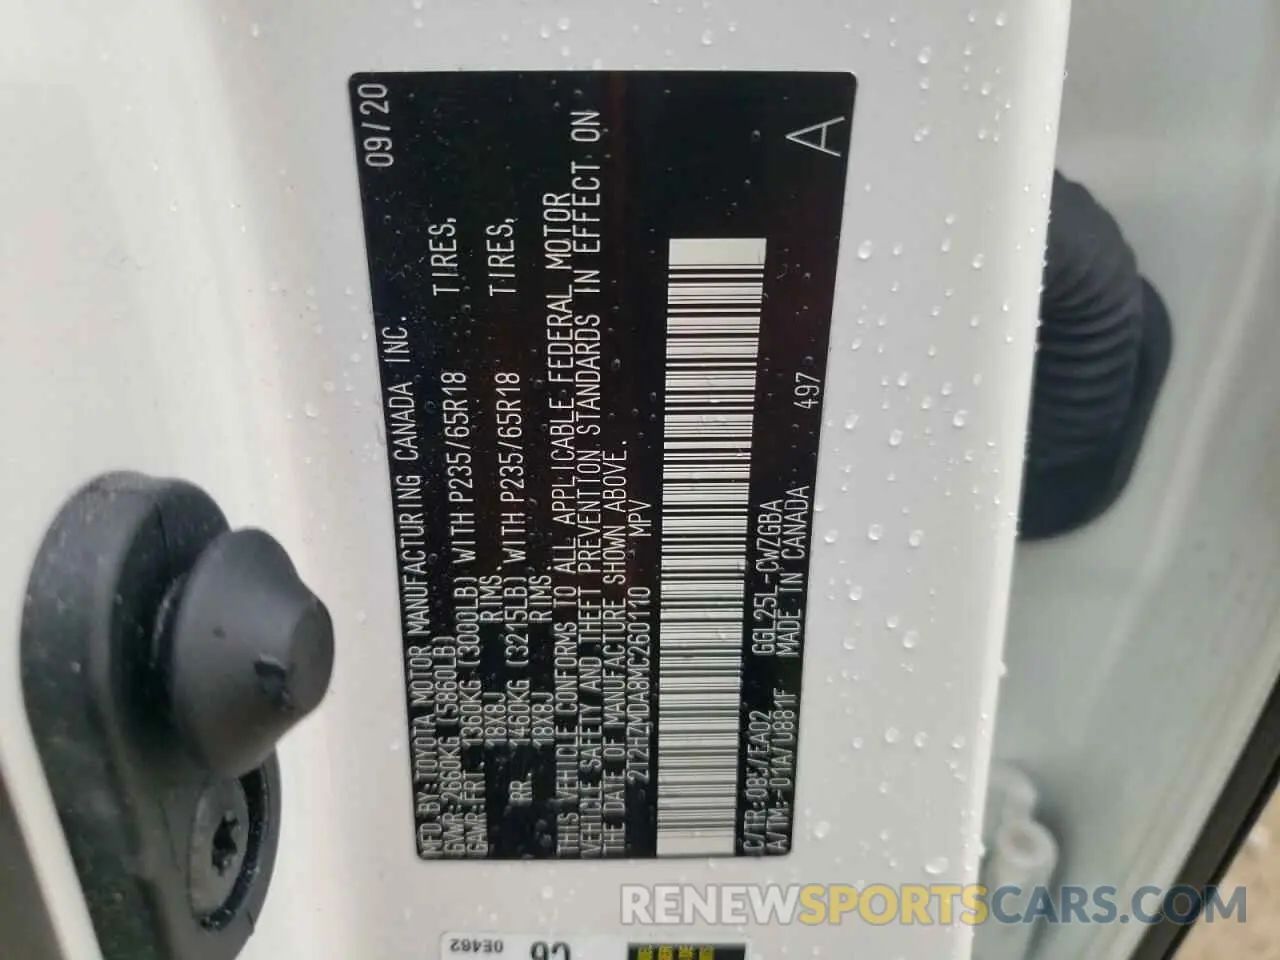 MFD BY: TOYOTA MOTOR MANUFACTURING CANADA INC. 09/20
GVWR: 2660KG (5860LB)
GAWR: FRT. 1360KG (3000LB) WITH P235/65R18 TIRES,
18X8J RIMS,
RR. 1460KG (3215LB) WITH P235/65R18 TIRES,
18X8J RIMS,
THIS VEHICLE CONFORMS TO ALL APPLICABLE FEDERAL MOTOR
VEHICLE SAFETY AND THEFT PREVENTION STANDARDS IN EFFECT ON
THE DATE OF MANUFACTURE SHOWN ABOVE.
2T2HZMDA8MC260110 MPV
C/TR: 085/EA02 GGL25L-CWZGBA
A/TM: -01A/U881F MADE IN CANADA 497 A
0E462
C6
RENEWSPORTSCARS.COM